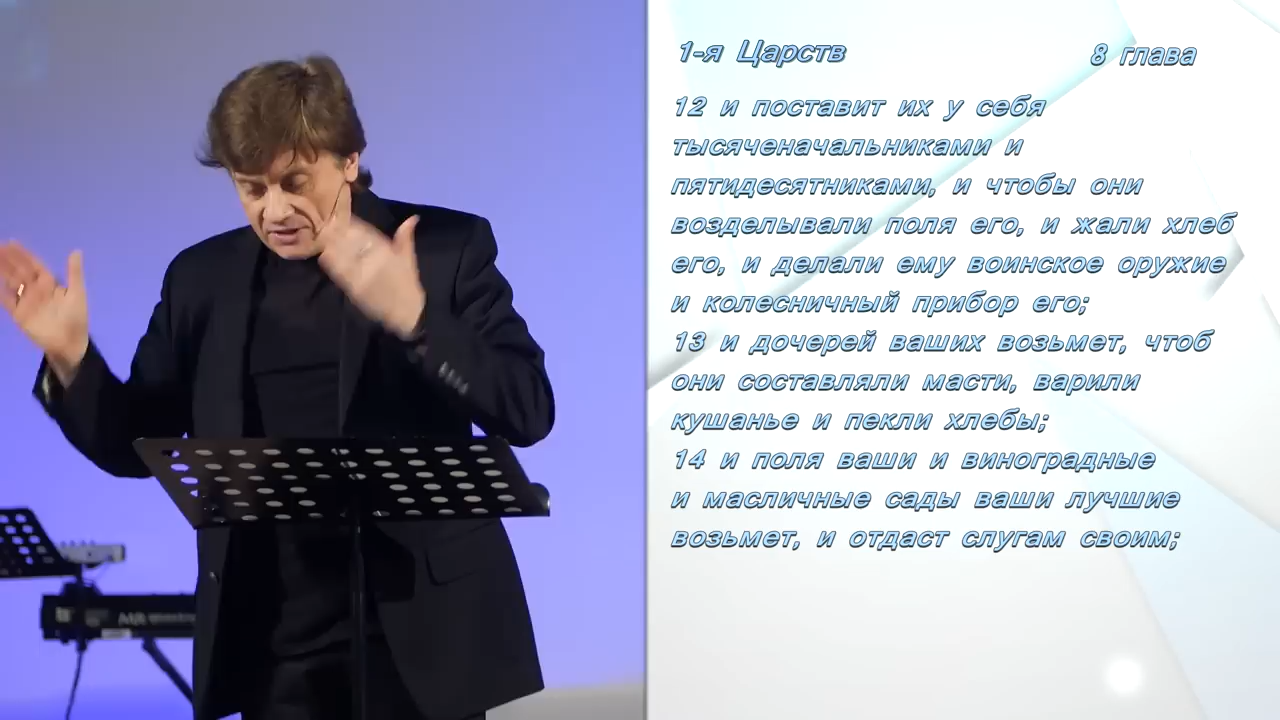 1-я Царств 8 глава
12 и поставит их у себя
тысяченачальниками и
пятидесятниками, и чтобы они
возделывали поля его, и жали хлеб
его, и делали ему воинское оружие
и колесничный прибор его;
13 и дочерей ваших возьмет, чтоб
они составляли масти, варили
кушанье и пекли хлебы;
14 и поля ваши и виноградные
и масличные сады ваши лучшие
возьмет, и отдаст слугам своим;